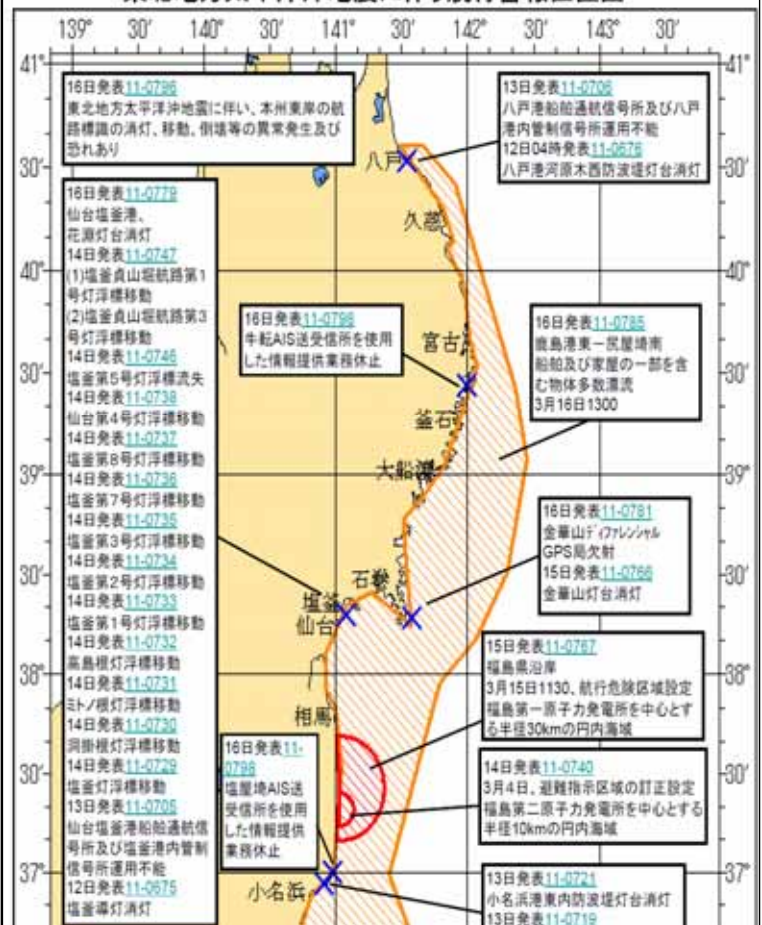 139° 30′ 140° 30′ 141° 30′ 142° 30′ 143° 30′
41° 41°
16日発表11-0796
東北地方太平洋沖地震に伴い、本州東岸の航
路標識の消灯、移動、倒壊等の異常発生及び
恐れあり
13日発表11-0706
八戸港船舶通航信号所及び八戸
港内管制信号所運用不能
12日04時発表11-0676
八戸港河原木西防波堤灯台消灯
30′ 30′
八戸
16日発表11-0779
仙台塩釜港、
花淵灯台消灯
14日発表11-0747
(1)塩釜貞山堀航路第1
号灯浮標移動
(2)塩釜貞山堀航路第3
号灯浮標移動
14日発表11-0746
塩釜第5号灯浮標流失
14日発表11-0738
仙台第4号灯浮標移動
14日発表11-0737
塩釜第8号灯浮標移動
14日発表11-0736
塩釜第7号灯浮標移動
14日発表11-0735
塩釜第3号灯浮標移動
14日発表11-0734
塩釜第2号灯浮標移動
14日発表11-0733
塩釜第1号灯浮標移動
14日発表11-0732
高島根灯浮標移動
14日発表11-0731
ミトノ根灯浮標移動
14日発表11-0730
洞掛根灯浮標移動
14日発表11-0729
塩釜灯浮標移動
13日発表11-0705
仙台塩釜港船舶通航信
号所及び塩釜港内管制
信号所運用不能
12日発表11-0675
塩釜導灯消灯
久慈
40° 40°
16日発表11-0798
牛転AIS送受信所を使用
した情報提供業務休止
宮古
16日発表11-0785
鹿島港東－尻屋埼南
船舶及び家屋の一部を含
む物体多数漂流
3月16日1300
30′ 30′
釜石
大船渡
39° 39°
16日発表11-0781
金華山ディファレンシャル
GPS局欠射
15日発表11-0766
金華山灯台消灯
30′ 30′
石巻
塩釜
仙台
15日発表11-0767
福島県沿岸
3月15日1130、航行危険区域設定
福島第一原子力発電所を中心とす
る半径30kmの円内海域
38° 38°
相馬
16日発表11-
0798
塩屋埼AIS送
受信所を使用
した情報提供
業務休止
14日発表11-0740
3月4日、避難指示区域の訂正設定
福島第二原子力発電所を中心とする
半径10kmの円内海域
30′ 30′
37° 37°
小名浜
13日発表11-0721
小名浜港東内防波堤灯台消灯
13日発表11-0719